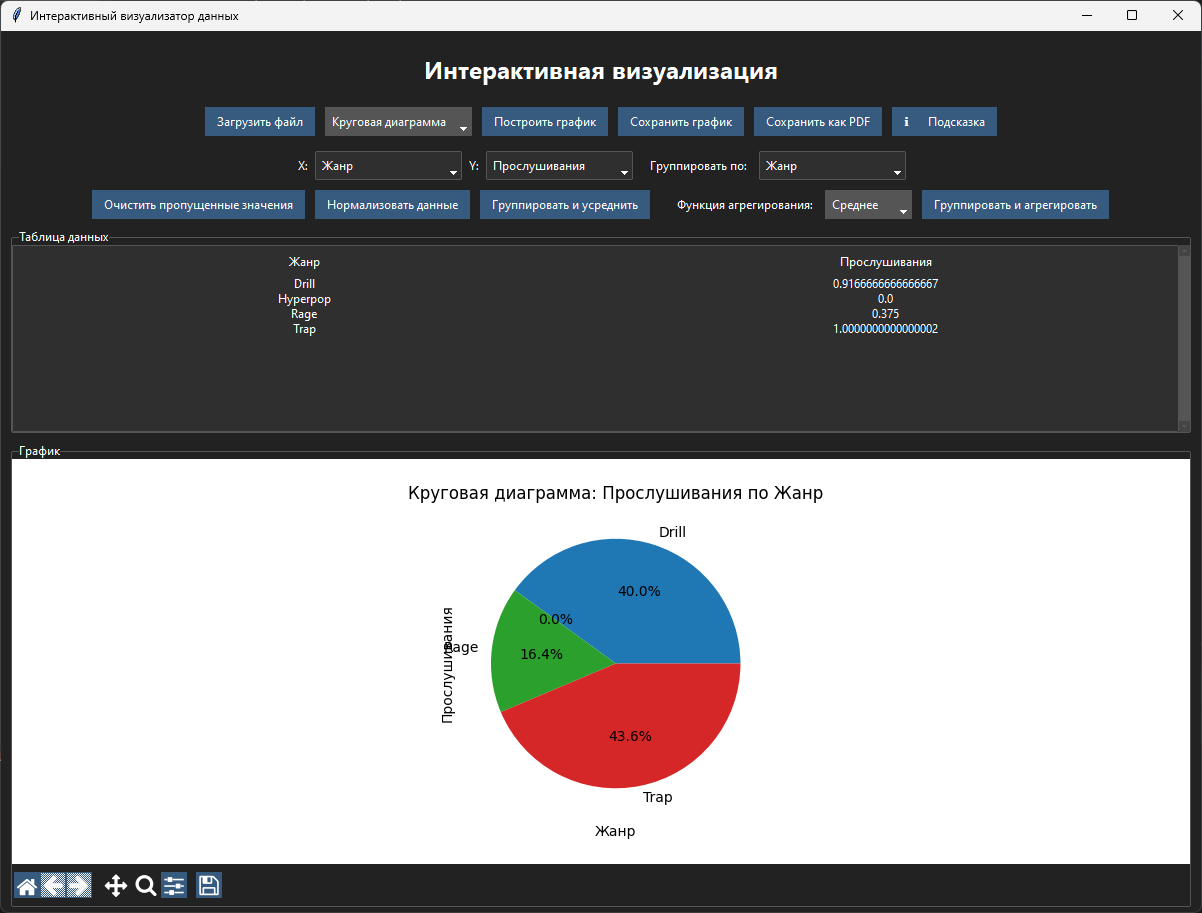 Интерактивный визуализатор данных
Интерактивная визуализация
Загрузить файл Круговая диаграмма Построить график Сохранить график Сохранить как PDF i Подсказка
X: Жанр Y: Прослушивания Группировать по: Жанр
Очистить пропущенные значения Нормализовать данные Группировать и усреднить Функция агрегирования: Среднее Группировать и агрегировать
Таблица данных
Жанр Прослушивания
Drill 0.9166666666666667
Hyperpop 0.0
Rage 0.375
Trap 1.0000000000000002
График
Круговая диаграмма: Прослушивания по Жанр
Drill
40.0%
0.0%
Rage
16.4%
Прослушивания
43.6%
Trap
Жанр